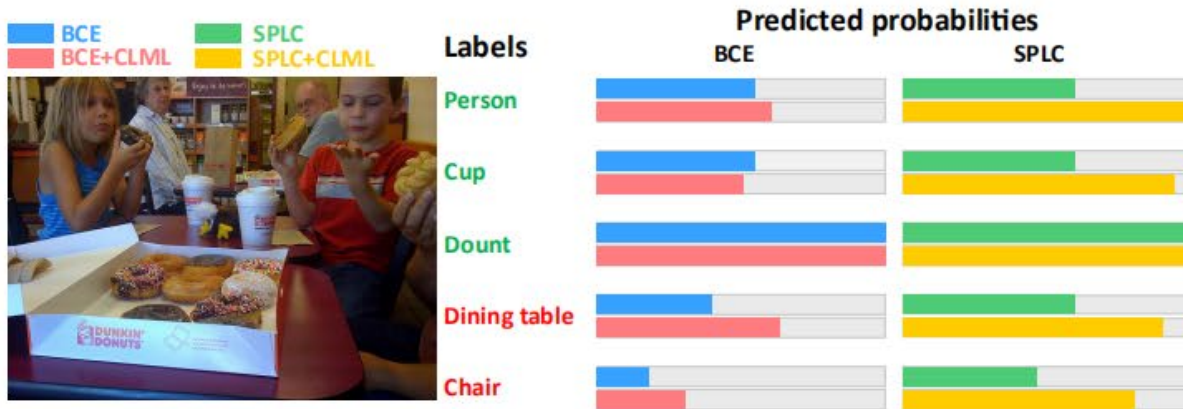 BCE SPLC
BCE+CLML SPLC+CLML
Labels
Predicted probabilities
BCE SPLC
Person
Cup
Dount
Dining table
Chair
DUNKIN'
DONUTS